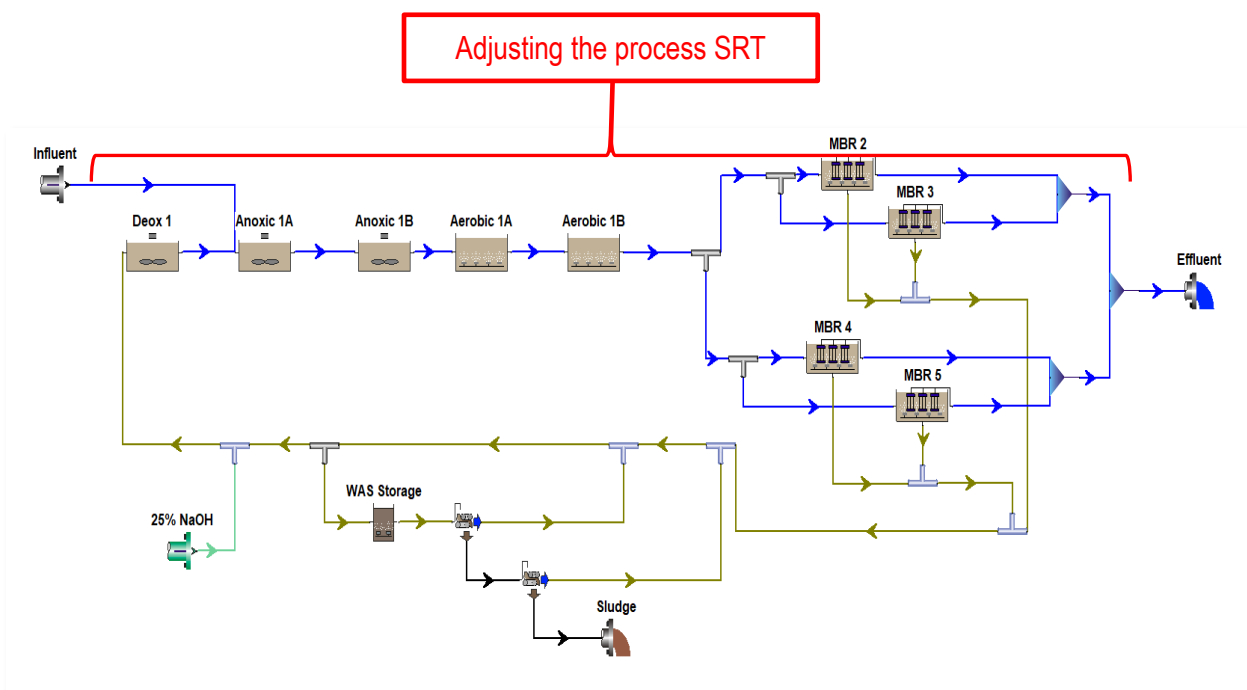 Adjusting the process SRT
Influent
MBR 2
MBR 3
Deox 1
Anoxic 1A
Anoxic 1B
Aerobic 1A
Aerobic 1B
Effluent
MBR 4
MBR 5
WAS Storage
25% NaOH
Sludge